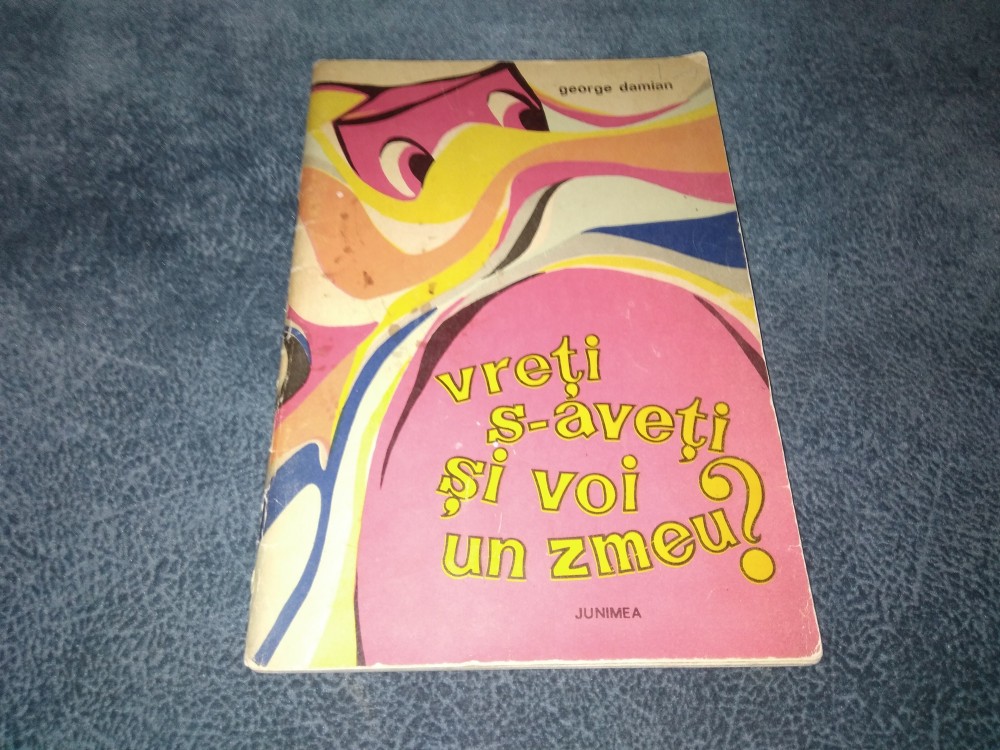 george damian
vreți
s-aveți
și voi
un zmeu?
JUNIMEA